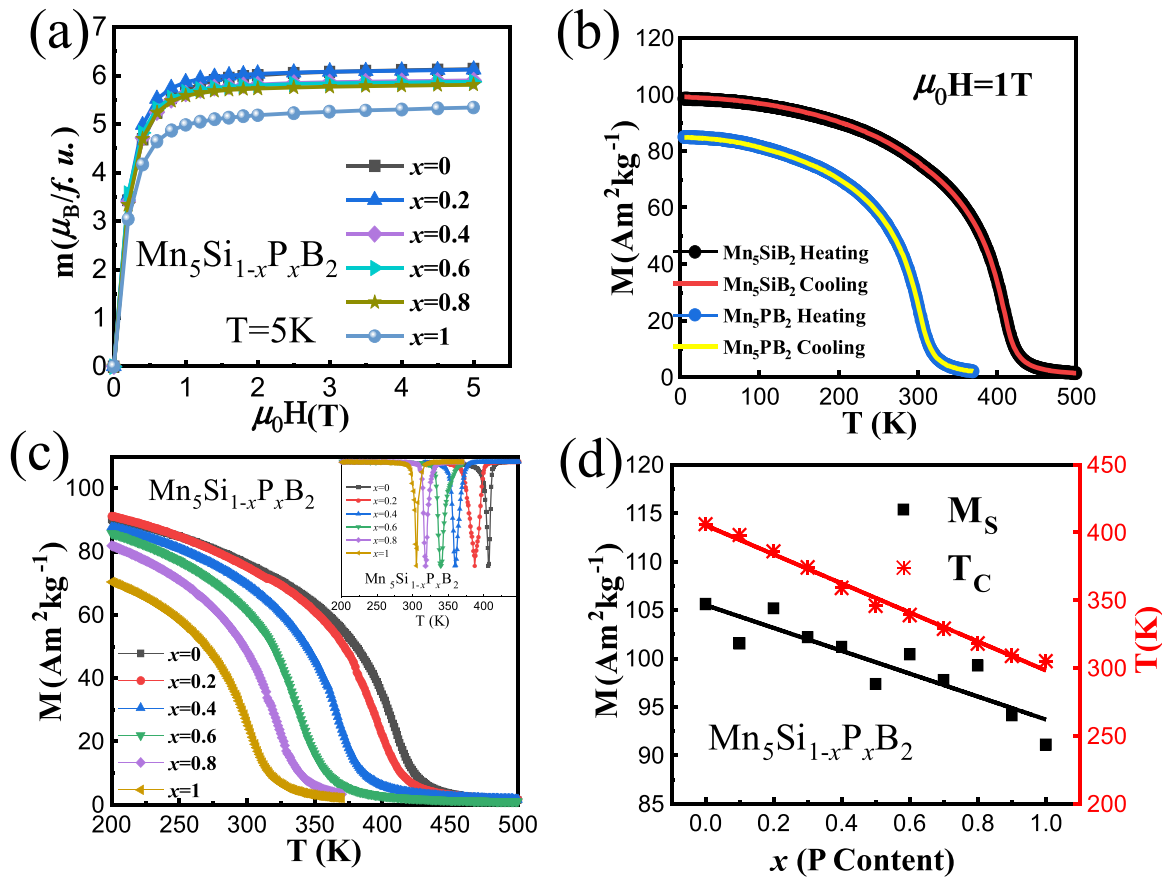 (a)
7
6
5
4
3
2
1
0
m(μB/f. u.)
x=0
x=0.2
x=0.4
x=0.6
x=0.8
x=1
Mn5Si1-xPxB2
T=5K
0 1 2 3 4 5
μ0H(T)
(b)
120
100
80
60
40
20
0
M(Am2kg-1)
μ0H=1T
Mn5SiB2 Heating
Mn5SiB2 Cooling
Mn5PB2 Heating
Mn5PB2 Cooling
0 100 200 300 400 500
T (K)
(c)
100
80
60
40
20
0
M(Am2kg-1)
Mn5Si1-xPxB2
x=0
x=0.2
x=0.4
x=0.6
x=0.8
x=1
Mn5Si1-xPxB2
200 250 300 350 400
T (K)
x=0
x=0.2
x=0.4
x=0.6
x=0.8
x=1
200 250 300 350 400 450 500
T (K)
(d)
120
115
110
105
100
95
90
85
M(Am2kg-1)
MS
TC
Mn5Si1-xPxB2
450
400
350
300
250
200
T(K)
0.0 0.2 0.4 0.6 0.8 1.0
x (P Content)